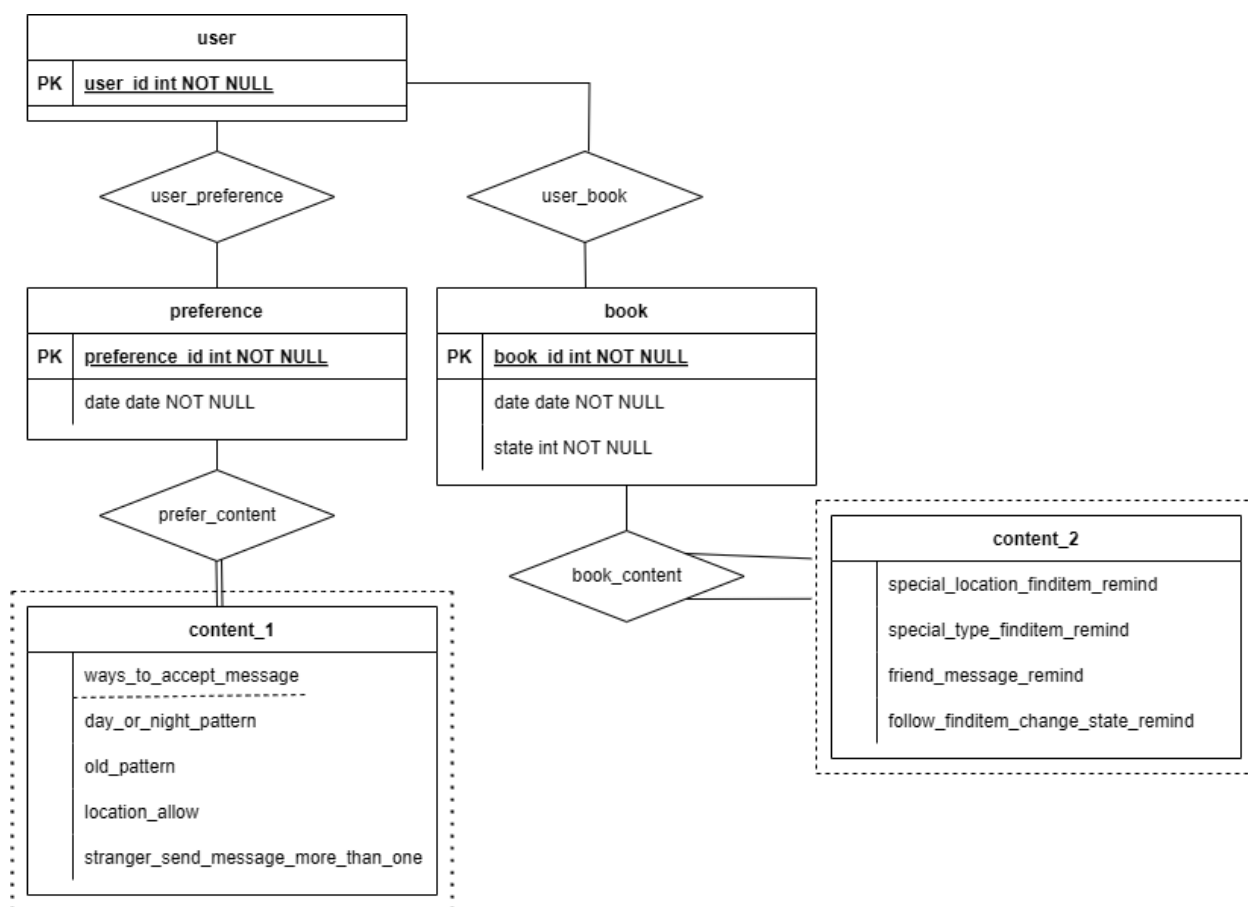 user
PK user_id int NOT NULL
user_preference
user_book
preference
PK preference_id int NOT NULL
date date NOT NULL
book
PK book_id int NOT NULL
date date NOT NULL
state int NOT NULL
prefer_content
book_content
content_1
ways_to_accept_message
day_or_night_pattern
old_pattern
location_allow
stranger_send_message_more_than_one
content_2
special_location_finditem_remind
special_type_finditem_remind
friend_message_remind
follow_finditem_change_state_remind